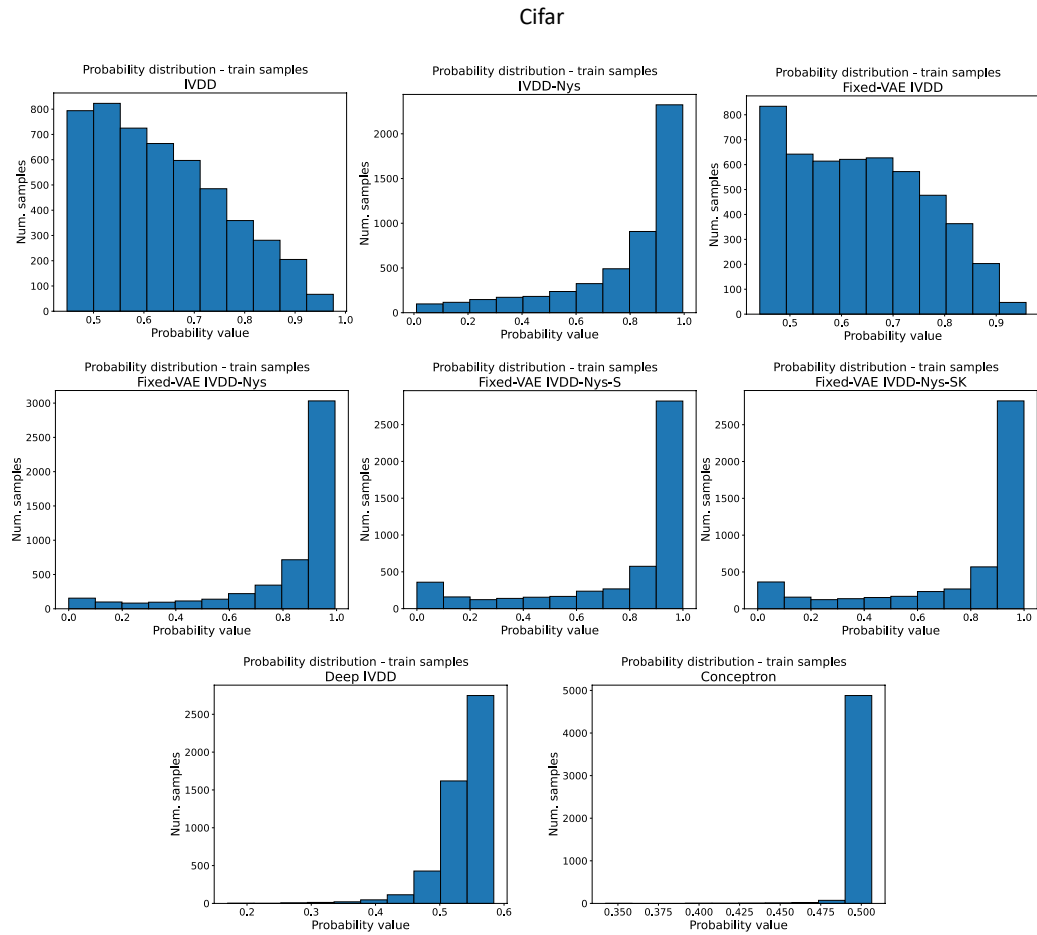 Cifar
Probability distribution - train samples
IVDD
Num. samples
800
700
600
500
400
300
200
100
0
0.5 0.6 0.7 0.8 0.9 1.0
Probability value
Probability distribution - train samples
IVDD-Nys
Num. samples
2000
1500
1000
500
0
0.0 0.2 0.4 0.6 0.8 1.0
Probability value
Probability distribution - train samples
Fixed-VAE IVDD
Num. samples
800
700
600
500
400
300
200
100
0
0.5 0.6 0.7 0.8 0.9
Probability value
Probability distribution - train samples
Fixed-VAE IVDD-Nys
Num. samples
3000
2500
2000
1500
1000
500
0
0.0 0.2 0.4 0.6 0.8 1.0
Probability value
Probability distribution - train samples
Fixed-VAE IVDD-Nys-S
Num. samples
2500
2000
1500
1000
500
0
0.0 0.2 0.4 0.6 0.8 1.0
Probability value
Probability distribution - train samples
Fixed-VAE IVDD-Nys-SK
Num. samples
2500
2000
1500
1000
500
0
0.0 0.2 0.4 0.6 0.8 1.0
Probability value
Probability distribution - train samples
Deep IVDD
Num. samples
2500
2000
1500
1000
500
0
0.2 0.3 0.4 0.5 0.6
Probability value
Probability distribution - train samples
Conceptron
Num. samples
5000
4000
3000
2000
1000
0
0.350 0.375 0.400 0.425 0.450 0.475 0.500
Probability value